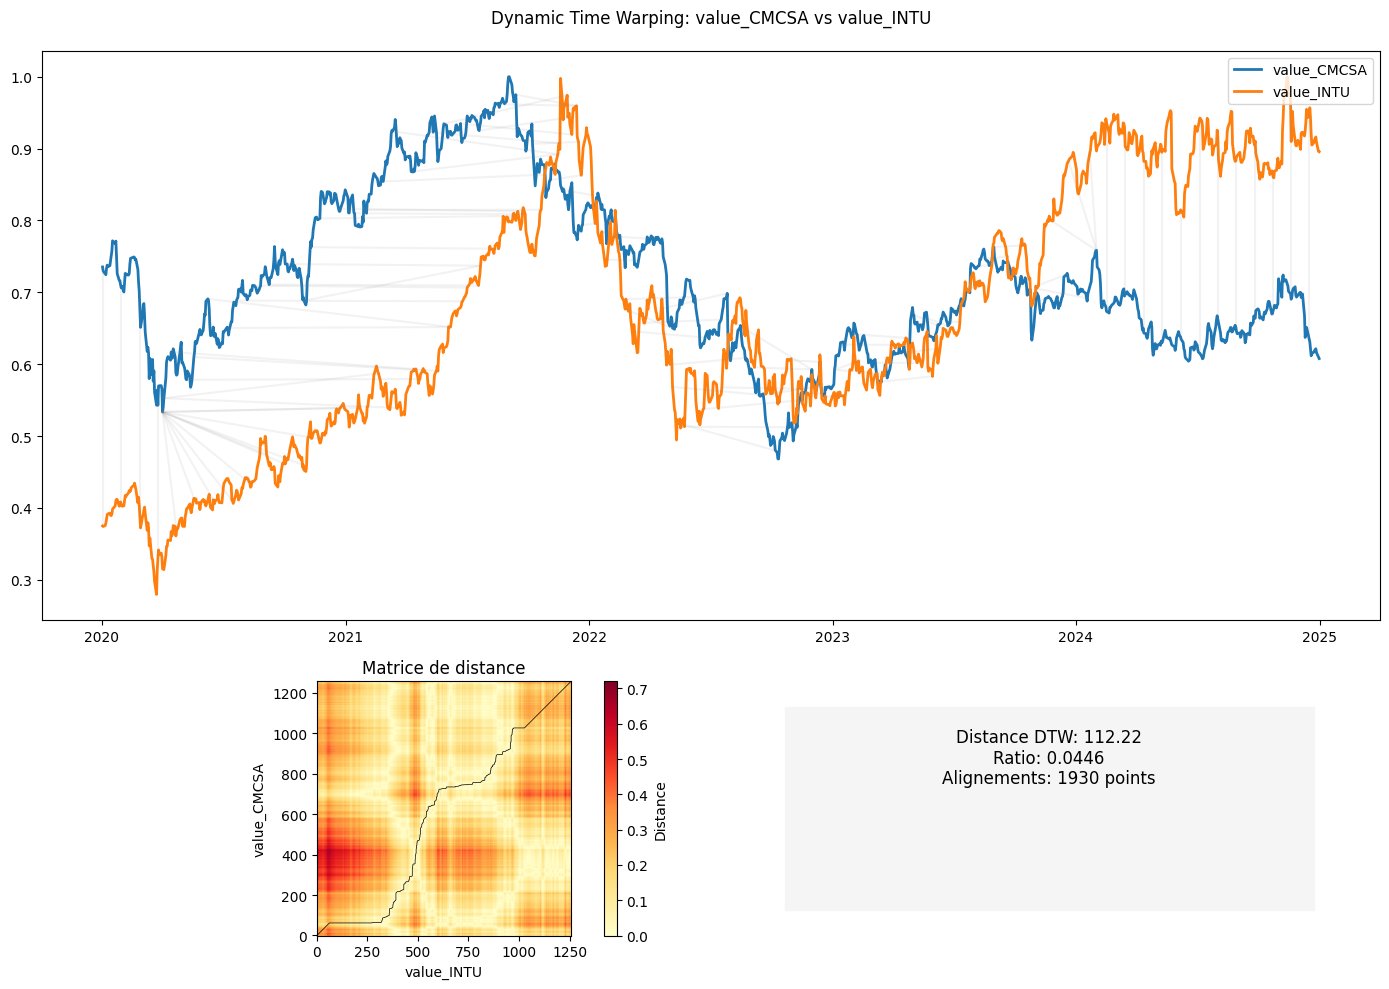 Dynamic Time Warping: value_CMCSA vs value_INTU
1.0
0.9
0.8
0.7
0.6
0.5
0.4
0.3
value_CMCSA
value_INTU
2020 2021 2022 2023 2024 2025
Matrice de distance
1200
1000
800
600
400
200
0
value_CMCSA
0 250 500 750 1000 1250
value_INTU
0.7
0.6
0.5
0.4
0.3
0.2
0.1
0.0
Distance
Distance DTW: 112.22
Ratio: 0.0446
Alignements: 1930 points